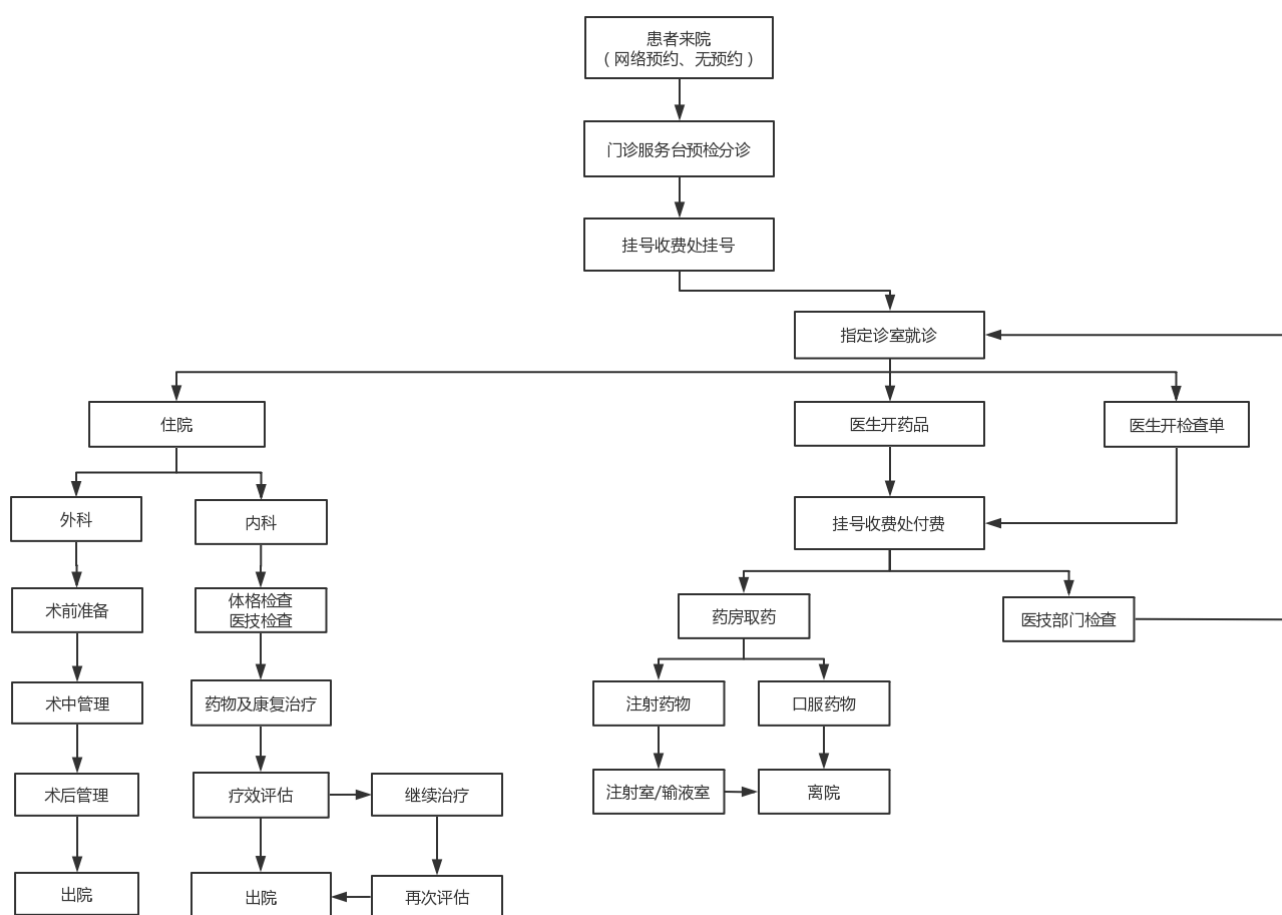 患者来院
（网络预约、无预约）
门诊服务台预检分诊
挂号收费处挂号
指定诊室就诊
住院
医生开药品
医生开检查单
外科
内科
挂号收费处付费
术前准备
体格检查
医技检查
药房取药
医技部门检查
术中管理
药物及康复治疗
注射药物
口服药物
术后管理
疗效评估
继续治疗
注射室/输液室
离院
出院
出院
再次评估